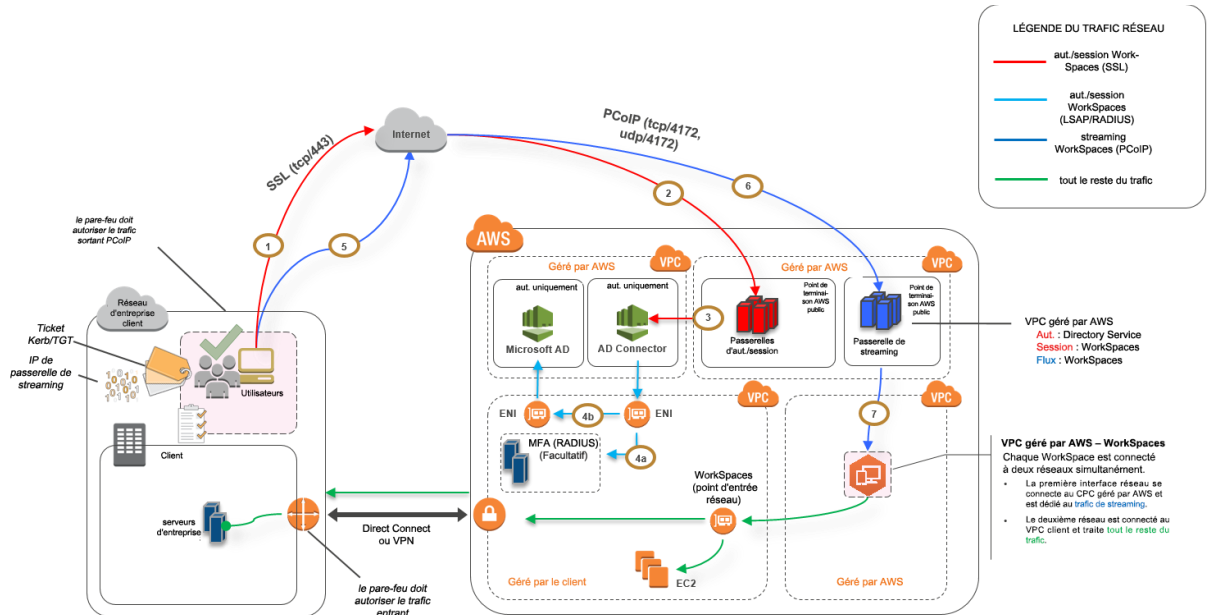 LÉGENDE DU TRAFIC RÉSEAU
aut./session Work-
Spaces (SSL)
aut./session
WorkSpaces
(LSAP/RADIUS)
streaming
WorkSpaces (PCoIP)
tout le reste du trafic
Internet
PCoIP (tcp/4172,
udp/4172)
SSL (tcp/443)
1
5
2
6
le pare-feu doit
autoriser le trafic
sortant PCoIP
Réseau
d'entreprise
client
Ticket
Kerb/TGT
IP de
passerelle de
streaming
Utilisateurs
Client
serveurs
d'entreprise
Direct Connect
ou VPN
le pare-feu doit
autoriser le trafic
entrant
AWS
Géré par AWS
VPC
aut. uniquement
Microsoft AD
aut. uniquement
AD Connector
3
Géré par AWS
VPC
Point de
terminai-
son AWS
public
Passerelles
d'aut./session
Point de
terminai-
son AWS
public
Passerelle de
streaming
VPC géré par AWS
Aut. : Directory Service
Session : WorkSpaces
Flux : WorkSpaces
VPC
ENI
4b
ENI
4a
MFA (RADIUS)
(Facultatif)
WorkSpaces
(point d'entrée
réseau)
EC2
Géré par le client
VPC
7
Géré par AWS
VPC géré par AWS – WorkSpaces
Chaque WorkSpace est connecté
à deux réseaux simultanément.
• La première interface réseau se
connecte au CPC géré par AWS et
est dédié au trafic de streaming.
• Le deuxième réseau est connecté au
VPC client et traite tout le reste du
trafic.